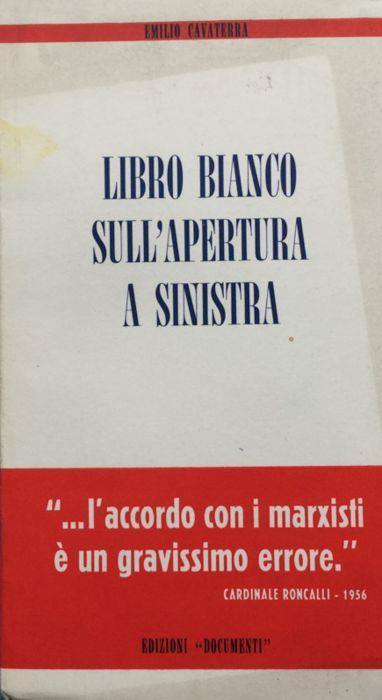 EMILIO CAVATERRA
LIBRO BIANCO
SULL'APERTURA
A SINISTRA
"...l'accordo con i marxisti
è un gravissimo errore."
CARDINALE RONCALLI - 1956
EDIZIONI "DOCUMENTI"